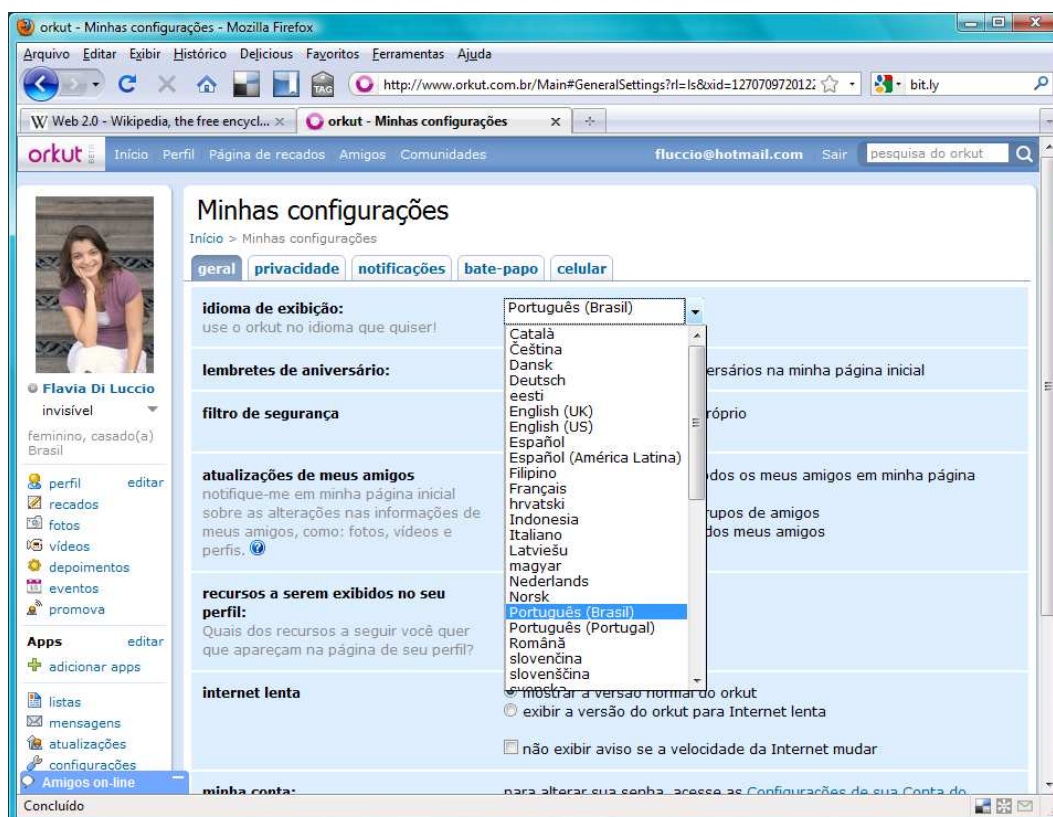 orkut - Minhas configurações - Mozilla Firefox
Arquivo Editar Exibir Histórico Delicious Favoritos Ferramentas Ajuda
TAG http://www.orkut.com.br/Main#GeneralSettings?rl=ls&xid=127070972012 bit.ly
W Web 2.0 - Wikipedia, the free encycl... orkut - Minhas configurações
orkut BETA Início Perfil Página de recados Amigos Comunidades fluccio@hotmail.com Sair pesquisa do orkut
Minhas configurações
Início > Minhas configurações
geral privacidade notificações bate-papo celular
Flavia Di Luccio
invisível
feminino, casado(a)
Brasil
perfil editar
recados
fotos
vídeos
depoimentos
eventos
promova
Apps editar
adicionar apps
listas
mensagens
atualizações
configurações
Amigos on-line
idioma de exibição:
use o orkut no idioma que quiser!
Português (Brasil)
Català
Čeština
Dansk
Deutsch
eesti
English (UK)
English (US)
Español
Español (América Latina)
Filipino
Français
hrvatski
Indonesia
Italiano
Latviešu
magyar
Nederlands
Norsk
Português (Brasil)
Português (Portugal)
Română
slovenčina
slovenščina
svenska
lembretes de aniversário:
ersários na minha página inicial
filtro de segurança
róprio
atualizações de meus amigos
notifique-me em minha página inicial
sobre as alterações nas informações de
meus amigos, como: fotos, vídeos e
perfis.
odos os meus amigos em minha página
rupos de amigos
dos meus amigos
recursos a serem exibidos no seu
perfil:
Quais dos recursos a seguir você quer
que apareçam na página de seu perfil?
internet lenta
mostrar a versão normal do orkut
exibir a versão do orkut para Internet lenta
não exibir aviso se a velocidade da Internet mudar
minha conta:
para alterar sua senha, acesse as Configurações de sua Conta do
Concluído